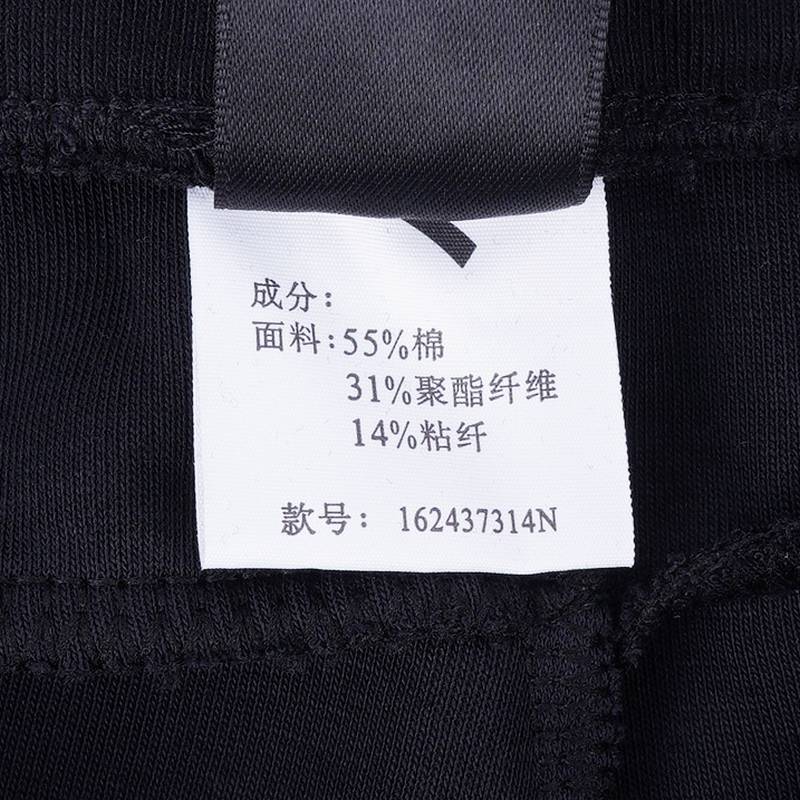 成分：
面料：55%棉
31%聚酯纤维
14%粘纤
款号： 162437314N